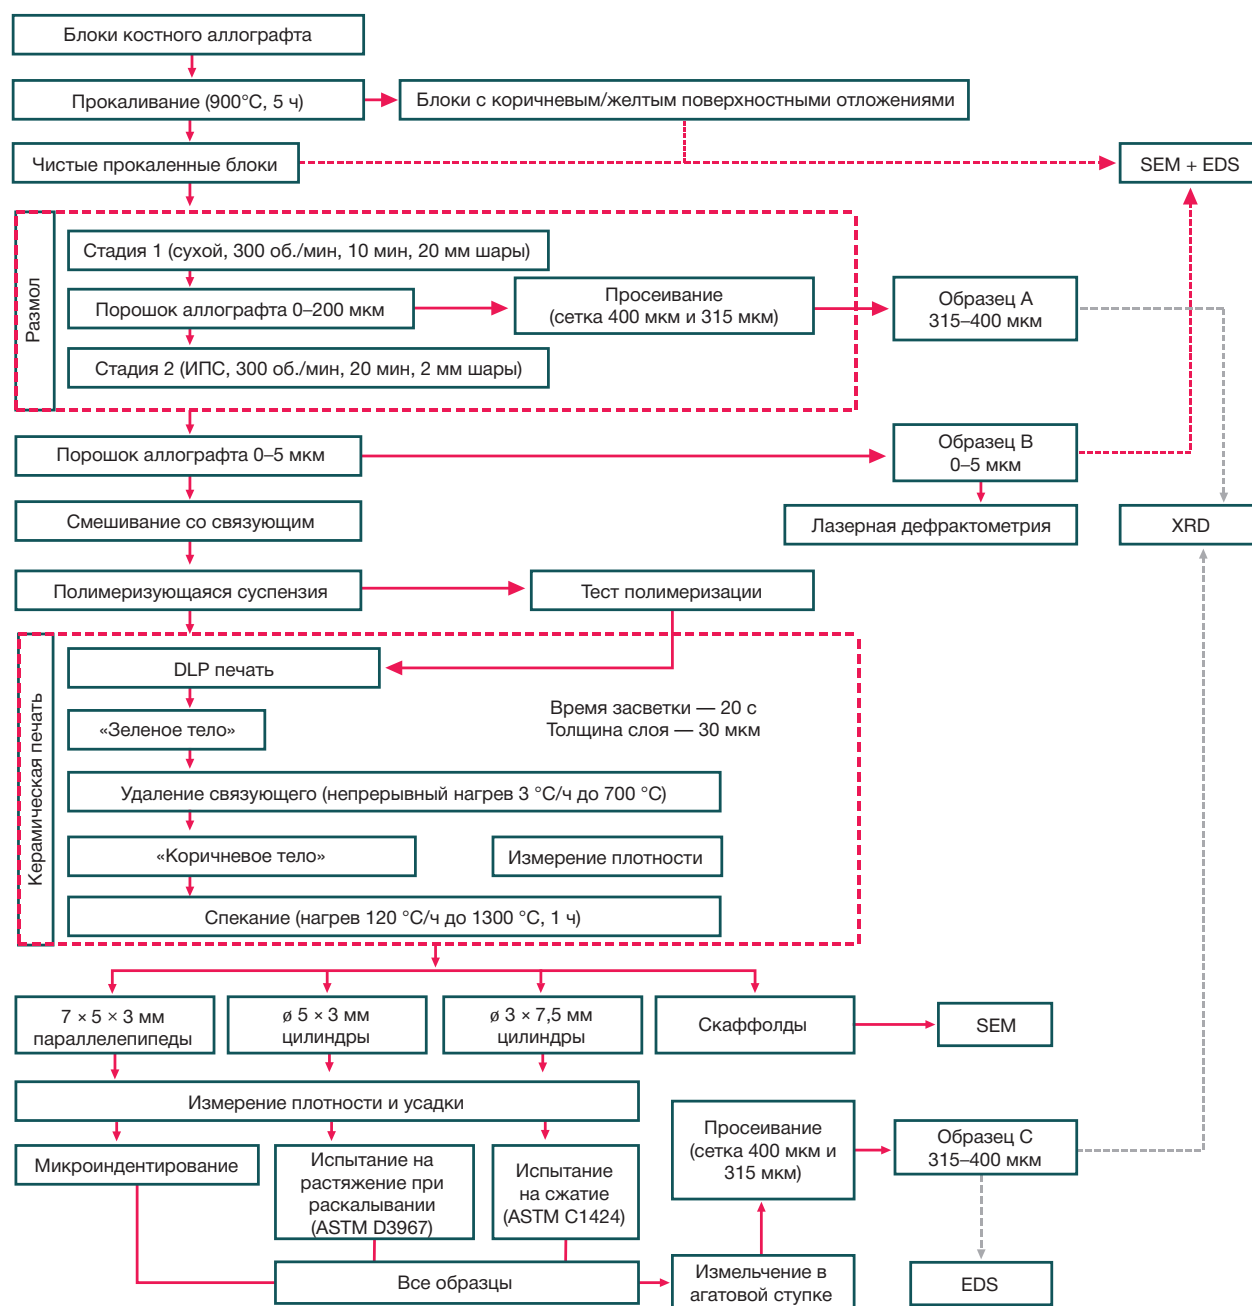 Блоки костного аллографта
Прокаливание (900°C, 5 ч)
Блоки с коричневым/желтым поверхностными отложениями
Чистые прокаленные блоки
SEM + EDS
Размол
Стадия 1 (сухой, 300 об./мин, 10 мин, 20 мм шары)
Порошок аллографта 0–200 мкм
Просеивание
(сетка 400 мкм и 315 мкм)
Образец A
315–400 мкм
Стадия 2 (ИПС, 300 об./мин, 20 мин, 2 мм шары)
Порошок аллографта 0–5 мкм
Образец B
0–5 мкм
Смешивание со связующим
Лазерная дефрактометрия
XRD
Полимеризующаяся суспензия
Тест полимеризации
Керамическая печать
DLP печать
Время засветки — 20 с
Толщина слоя — 30 мкм
«Зеленое тело»
Удаление связующего (непрерывный нагрев 3 °C/ч до 700 °C)
«Коричневое тело»
Измерение плотности
Спекание (нагрев 120 °C/ч до 1300 °C, 1 ч)
7 × 5 × 3 мм
параллелепипеды
ø 5 × 3 мм
цилиндры
ø 3 × 7,5 мм
цилиндры
Скаффолды
SEM
Измерение плотности и усадки
Микроиндентирование
Испытание на
растяжение при
раскалывании
(ASTM D3967)
Испытание
на сжатие
(ASTM C1424)
Просеивание
(сетка 400 мкм и
315 мкм)
Образец C
315–400 мкм
Все образцы
Измельчение в
агатовой ступке
EDS